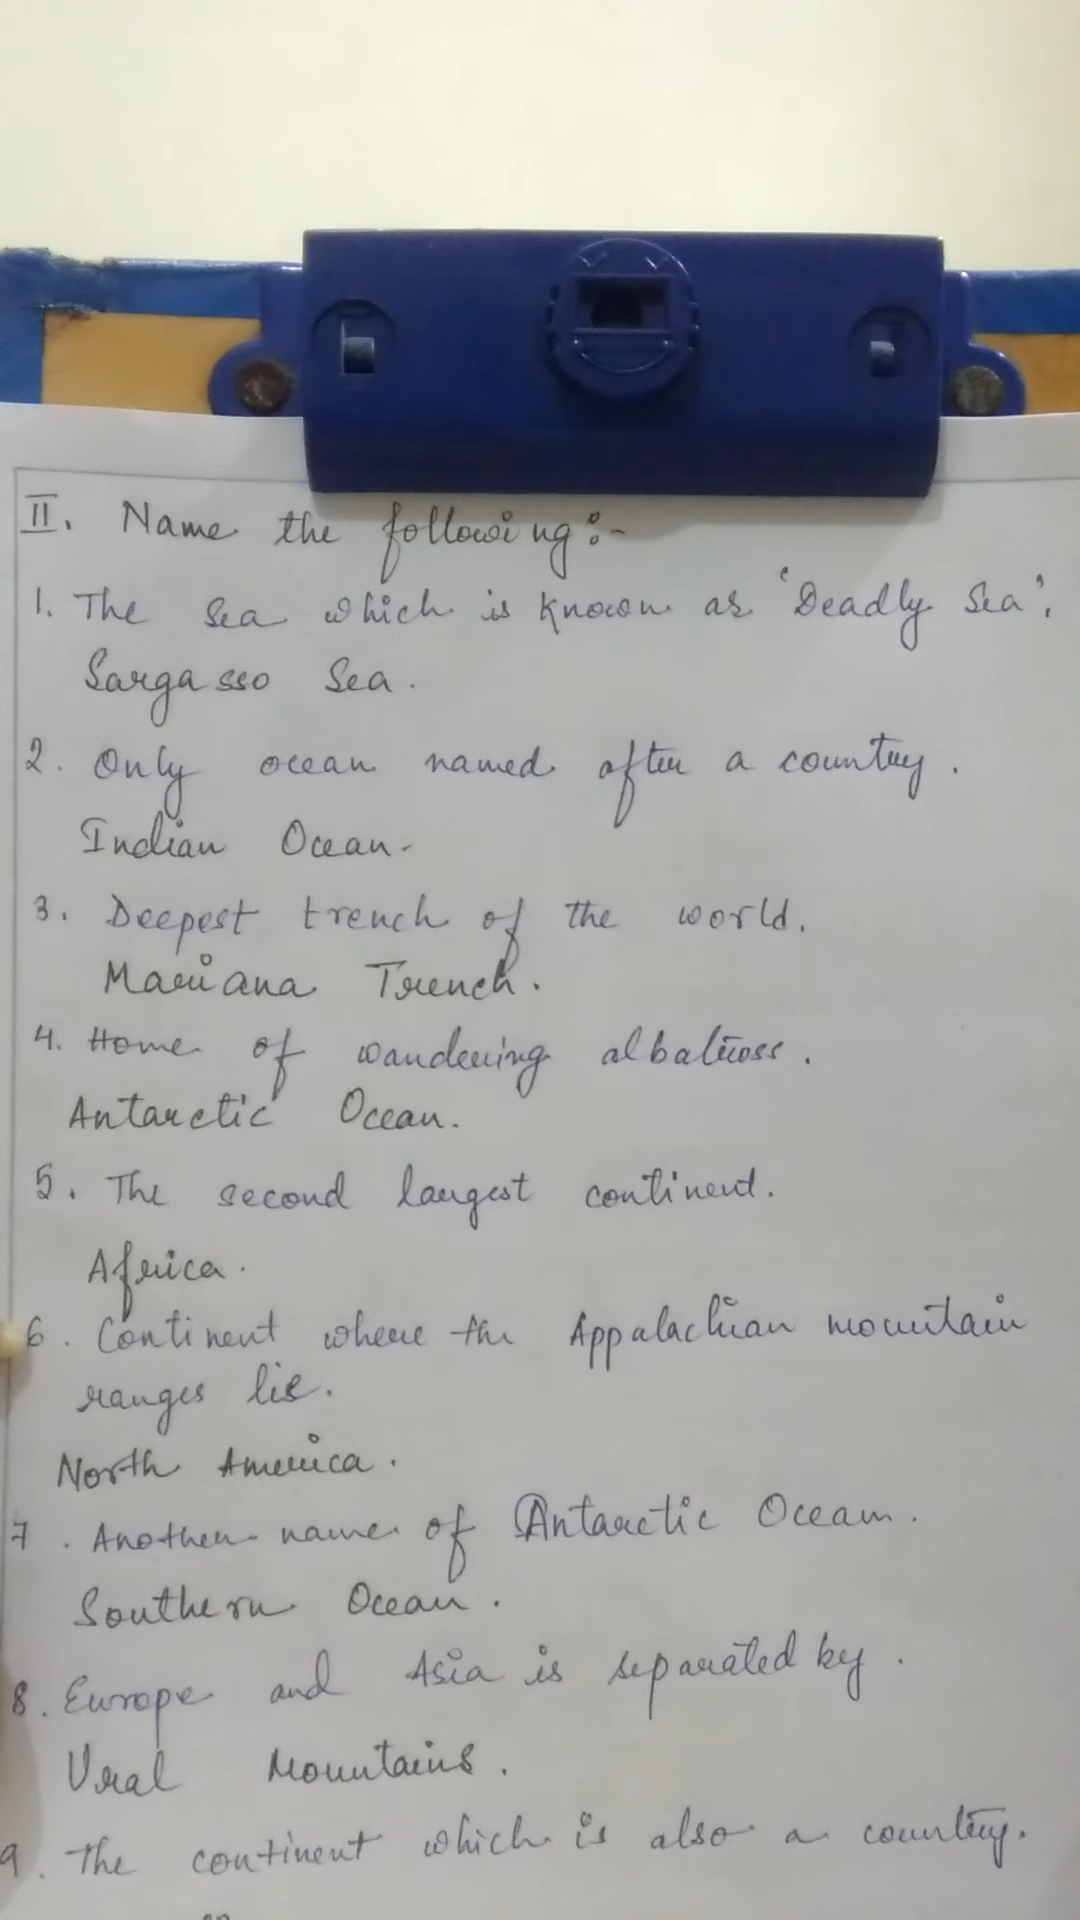 II. Name the following:-
1. The Sea which is known as 'Deadly Sea'.
Sargasso Sea.
2. Only ocean named after a country.
Indian Ocean.
3. Deepest trench of the world.
Mariana Trench.
4. Home of wandering albatross.
Antarctic Ocean.
5. The second largest continent.
Africa.
6. Continent where the Appalachian mountain
ranges lie.
North America.
7. Another name of Antarctic Ocean.
Southern Ocean.
8. Europe and Asia is separated by.
Ural Mountains.
9. The continent which is also a country.